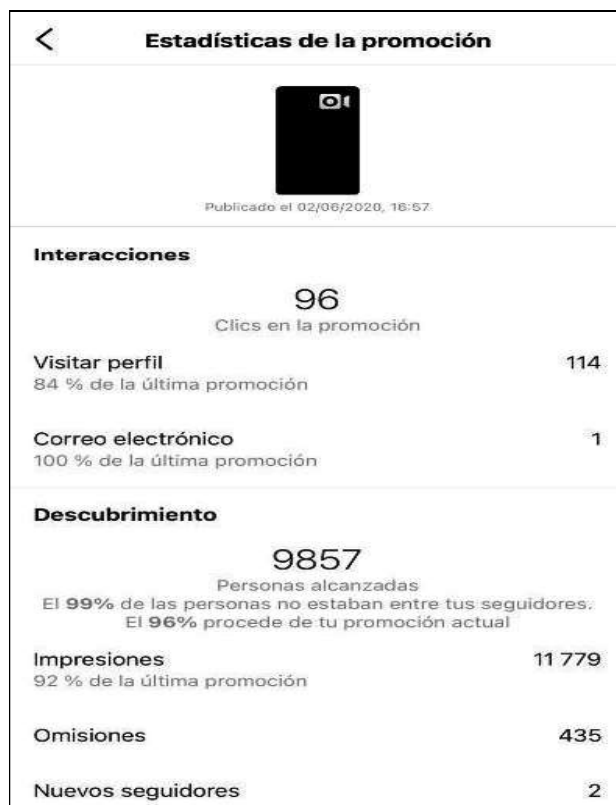 Estadísticas de la promoción
Publicado el 02/06/2020, 16:57
Interacciones
96
Clics en la promoción
Visitar perfil 114
84 % de la última promoción
Correo electrónico 1
100 % de la última promoción
Descubrimiento
9857
Personas alcanzadas
El 99% de las personas no estaban entre tus seguidores.
El 96% procede de tu promoción actual
Impresiones 11 779
92 % de la última promoción
Omisiones 435
Nuevos seguidores 2